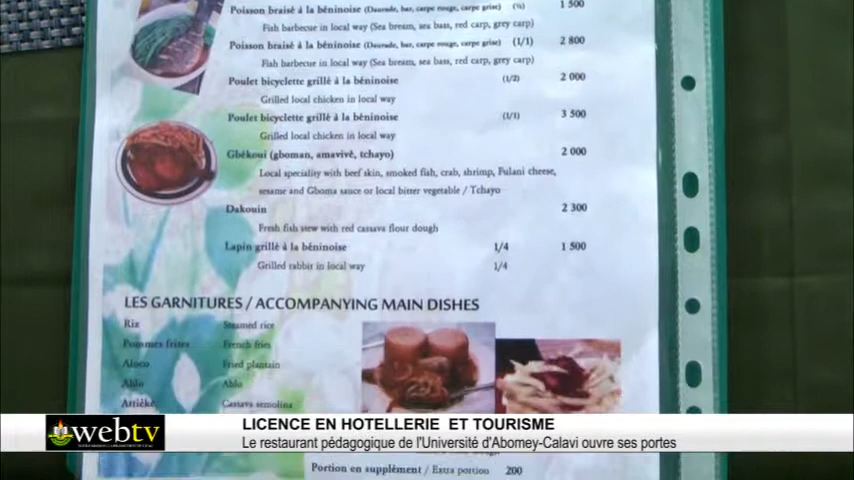 Poisson braisé à la béninoise (Daurade, bar, carpe rouge, carpe grise) (½) 1 500
Fish barbecue in local way (Sea bream, sea bass, red carp, grey carp)
Poisson braisé à la béninoise (Daurade, bar, carpe rouge, carpe grise) (1/1) 2 800
Fish barbecue in local way (Sea bream, sea bass, red carp, grey carp)
Poulet bicyclette grillé à la béninoise (1/2) 2 000
Grilled local chicken in local way
Poulet bicyclette grillé à la béninoise (1/1) 3 500
Grilled local chicken in local way
Gbékoui (gboman, amavivè, tchayo) 2 000
Local speciality with beef skin, smoked fish, crab, shrimp, Fulani cheese,
sesame and Gboma sauce or local bitter vegetable / Tchayo
Dakouin 2 300
Fresh fish stew with red cassava flour dough
Lapin grillé à la béninoise 1/4 1 500
Grilled rabbit in local way 1/4
LES GARNITURES / ACCOMPANYING MAIN DISHES
Riz Steamed rice
Pommes frites French fries
Aloco Fried plantain
Ablo Ablo
Attiéké Cassava semolina
webtv
LICENCE EN HOTELLERIE ET TOURISME
Le restaurant pédagogique de l'Université d'Abomey-Calavi ouvre ses portes
Portion en supplément / Extra portion 200